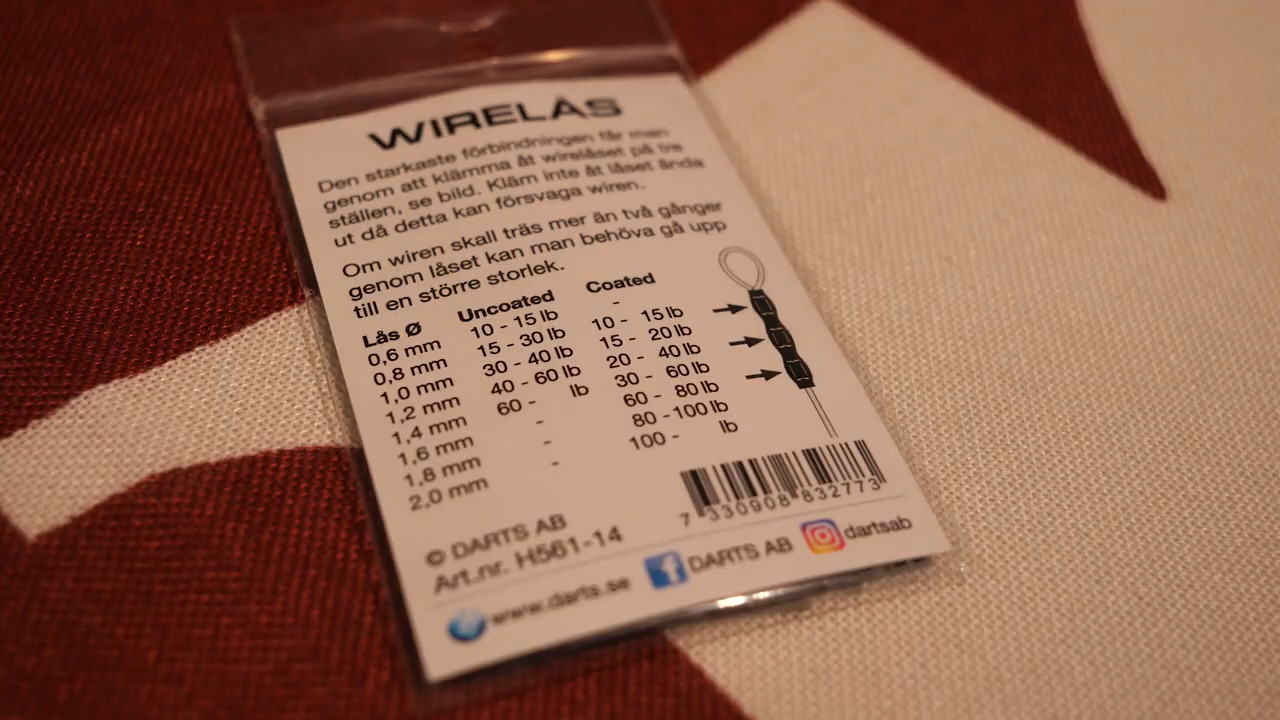 WIRELÅS
Den starkaste förbindningen får man
genom att klämma åt wirelåset på tre
ställen, se bild. Kläm inte åt låset ända
ut då detta kan försvaga wiren.
Om wiren skall träs mer än två gånger
genom låset kan man behöva gå upp
till en större storlek.
Lås Ø Uncoated Coated
0,6 mm 10 - 15 lb -
0,8 mm 15 - 30 lb 10 - 15 lb
1,0 mm 30 - 40 lb 15 - 20 lb
1,2 mm 40 - 60 lb 20 - 40 lb
1,4 mm 60 - lb 30 - 60 lb
1,6 mm - 60 - 80 lb
1,8 mm - 80 -100 lb
2,0 mm - 100 - lb
7 330908 832773
© DARTS AB
Art.nr. H561-14
www.darts.se DARTS AB dartsab